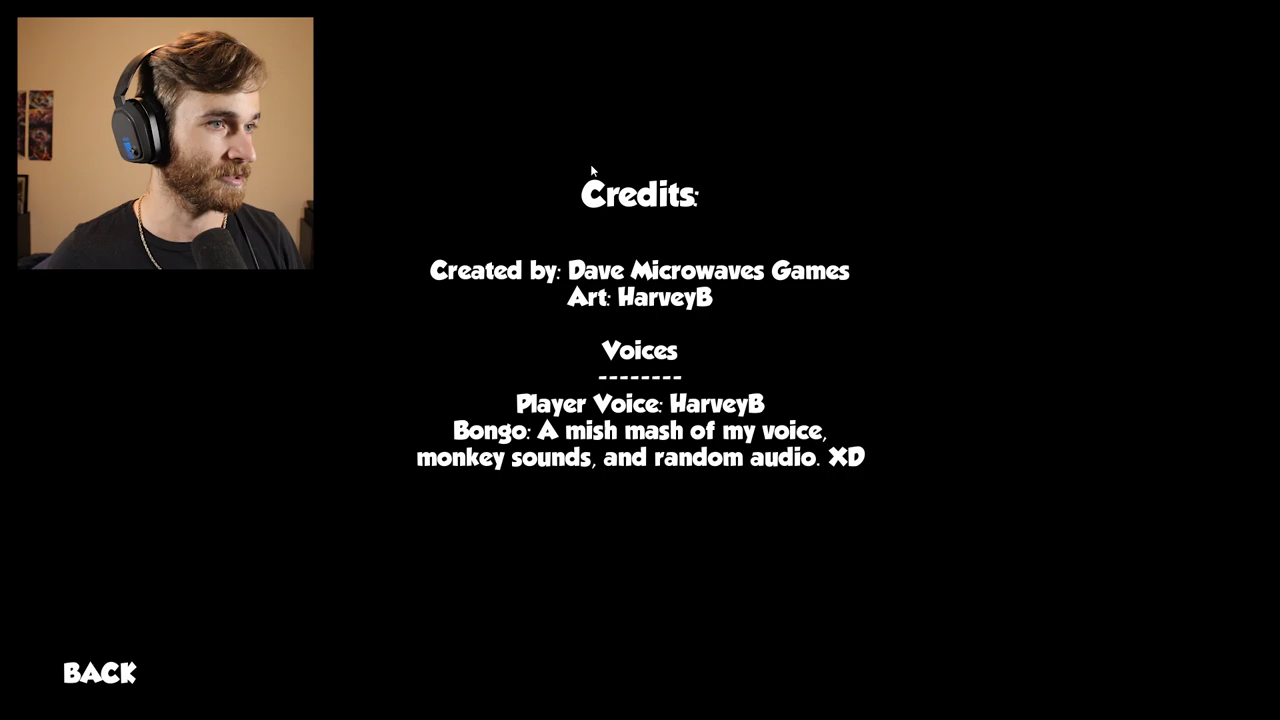 Credits:
Created by: Dave Microwaves Games
Art: HarveyB
Voices
--------
Player Voice: HarveyB
Bongo: A mish mash of my voice,
monkey sounds, and random audio. XD
BACK